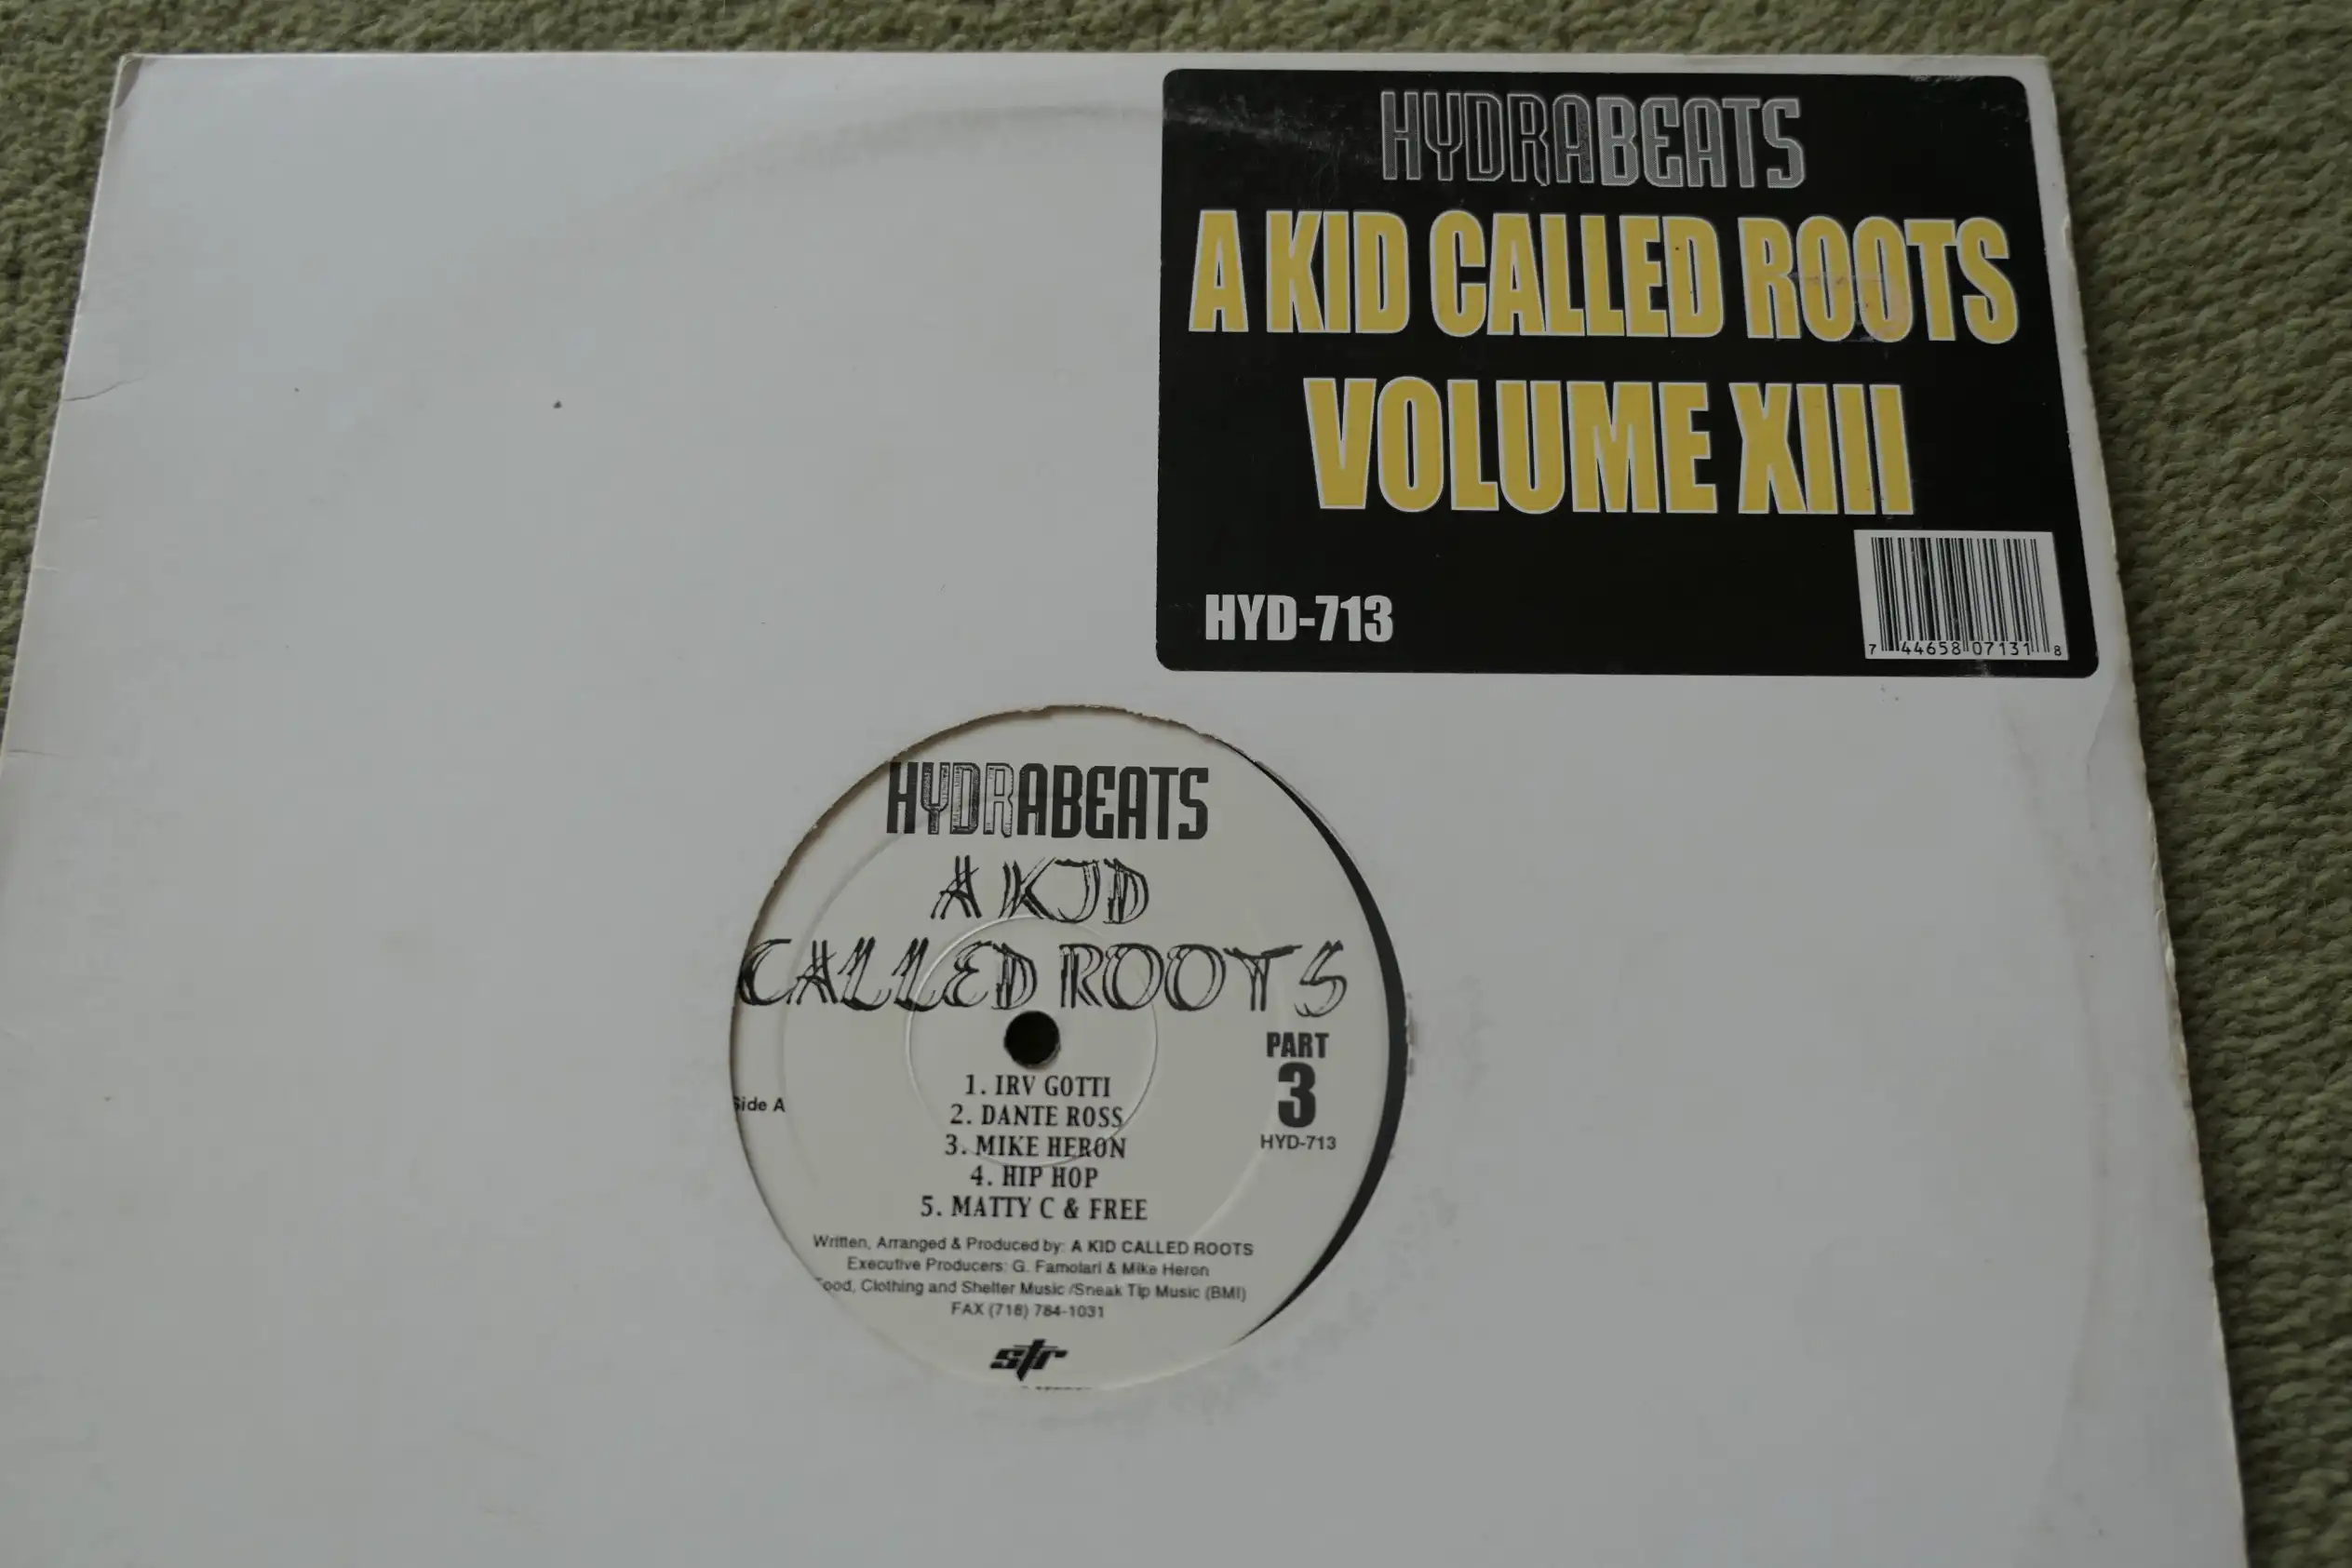 HYDRABEATS
A KID CALLED ROOTS
VOLUME XIII
HYD-713
7 44658 07131 8
HYDRABEATS
A KID
CALLED ROOTS
PART
3
HYD-713
Side A
1. IRV GOTTI
2. DANTE ROSS
3. MIKE HERON
4. HIP HOP
5. MATTY C & FREE
Written, Arranged & Produced by: A KID CALLED ROOTS
Executive Producers: G. Famolari & Mike Heron
Food, Clothing and Shelter Music /Sneak Tip Music (BMI)
FAX (718) 784-1031
str